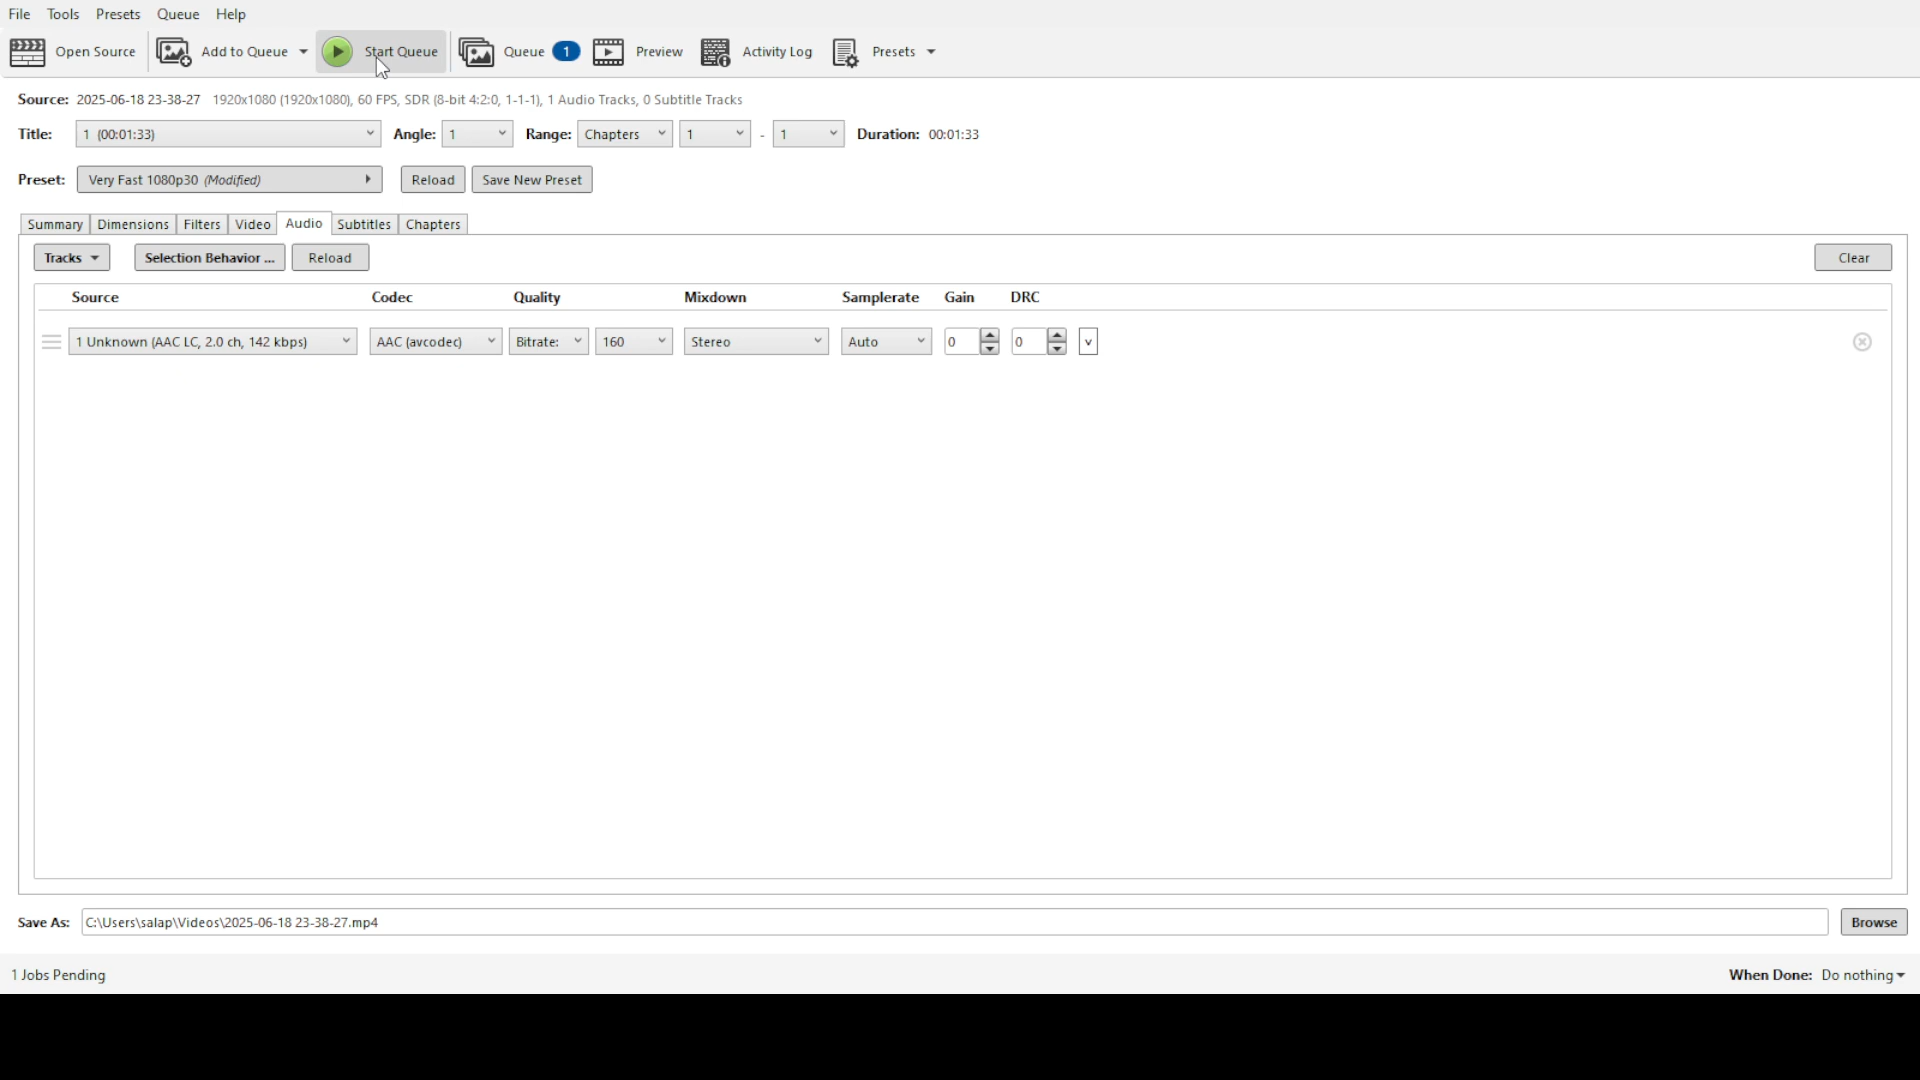 File Tools Presets Queue Help
Open Source Add to Queue Start Queue Queue 1 Preview Activity Log Presets
Source: 2025-06-18 23-38-27 1920x1080 (1920x1080), 60 FPS, SDR (8-bit 4:2:0, 1-1-1), 1 Audio Tracks, 0 Subtitle Tracks
Title: 1 (00:01:33) Angle: 1 Range: Chapters 1 - 1 Duration: 00:01:33
Preset: Very Fast 1080p30 (Modified) Reload Save New Preset
Summary Dimensions Filters Video Audio Subtitles Chapters
Tracks Selection Behavior ... Reload Clear
Source Codec Quality Mixdown Samplerate Gain DRC
1 Unknown (AAC LC, 2.0 ch, 142 kbps) AAC (avcodec) Bitrate: 160 Stereo Auto 0 0 v
Save As: C:\Users\salap\Videos\2025-06-18 23-38-27.mp4 Browse
1 Jobs Pending When Done: Do nothing